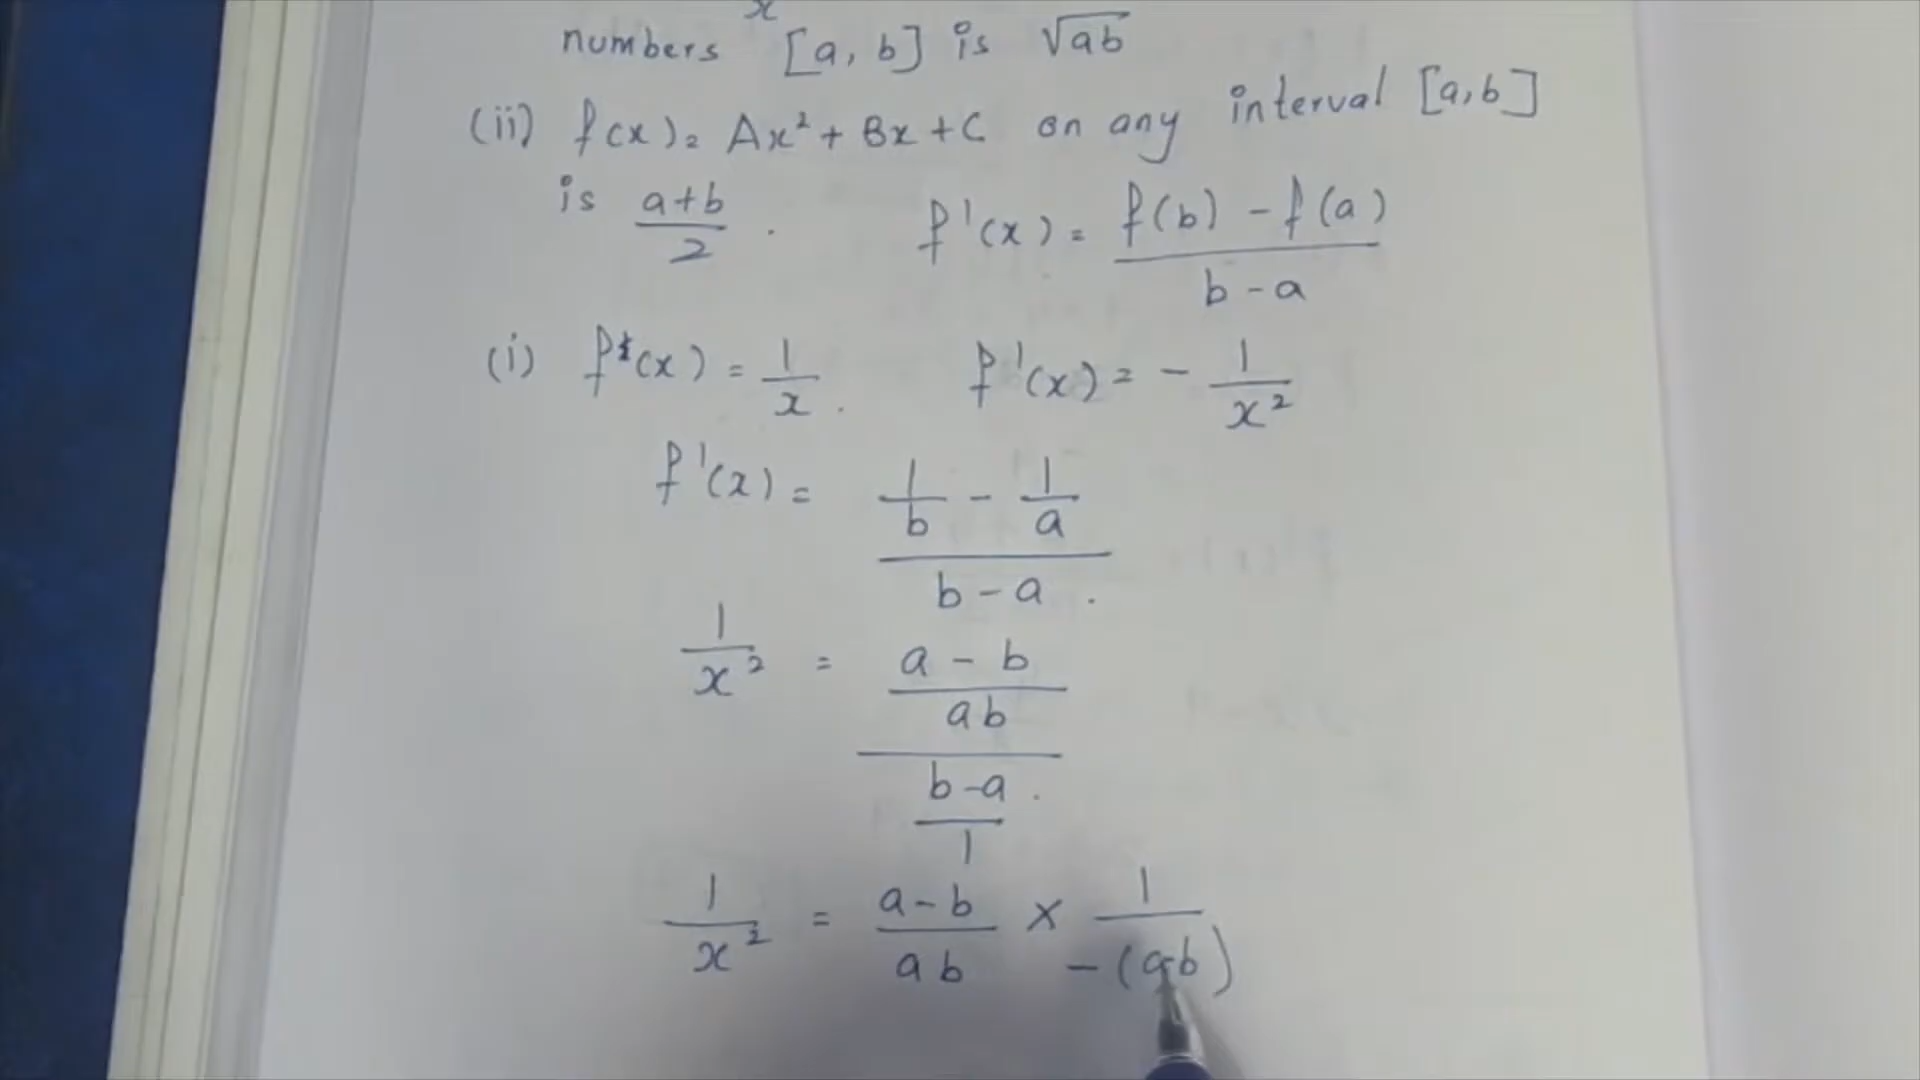 x
numbers [a, b] is √ab
(ii) f(x) = Ax² + Bx + C on any interval [a, b]
is (a+b)/2 . f'(x) = (f(b) - f(a))/(b - a)
(i) f(x) = 1/x . f'(x) = - 1/x²
f'(x) = (1/b - 1/a)/(b - a) .
1/x² = ((a - b)/ab)/((b - a)/1) .
1/x² = (a - b)/ab × 1/-(a-b)